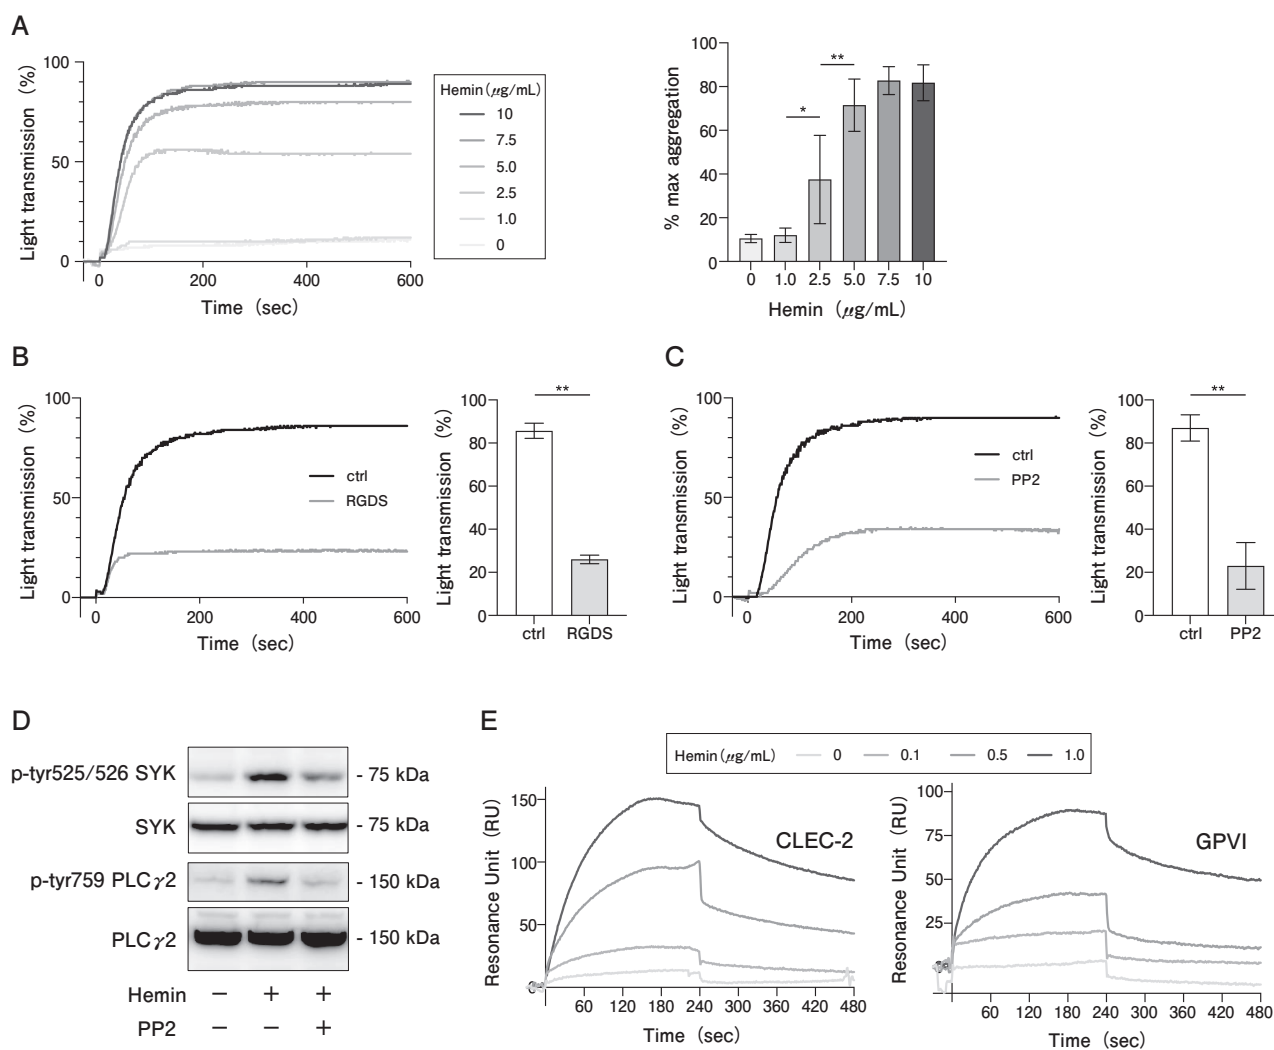 A
Light transmission (%)
100
50
0
0 200 400 600
Time (sec)
Hemin (μg/mL)
10
7.5
5.0
2.5
1.0
0
% max aggregation
100
80
60
40
20
0
*
**
0 1.0 2.5 5.0 7.5 10
Hemin (μg/mL)
B
Light transmission (%)
100
50
0
0 200 400 600
Time (sec)
ctrl
RGDS
Light transmission (%)
100
80
60
40
20
0
**
ctrl RGDS
C
Light transmission (%)
100
50
0
0 200 400 600
Time (sec)
ctrl
PP2
Light transmission (%)
100
80
60
40
20
0
**
ctrl PP2
D
p-tyr525/526 SYK - 75 kDa
SYK - 75 kDa
p-tyr759 PLCγ2 - 150 kDa
PLCγ2 - 150 kDa
Hemin − + +
PP2 − − +
E
Hemin (μg/mL) 0 0.1 0.5 1.0
Resonance Unit (RU)
150
100
50
0
CLEC-2
60 120 180 240 300 360 420 480
Time (sec)
Resonance Unit (RU)
100
75
50
25
0
GPVI
60 120 180 240 300 360 420 480
Time (sec)